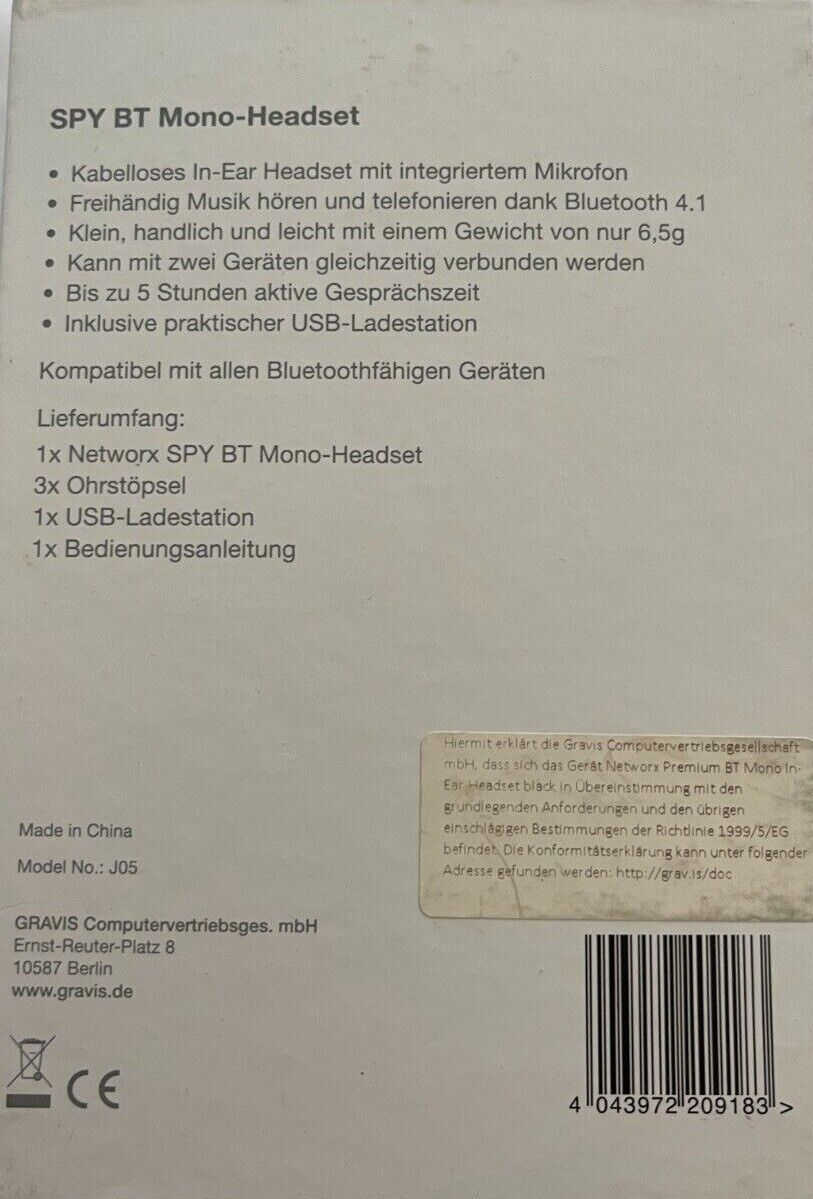 SPY BT Mono-Headset
• Kabelloses In-Ear Headset mit integriertem Mikrofon
• Freihändig Musik hören und telefonieren dank Bluetooth 4.1
• Klein, handlich und leicht mit einem Gewicht von nur 6,5g
• Kann mit zwei Geräten gleichzeitig verbunden werden
• Bis zu 5 Stunden aktive Gesprächszeit
• Inklusive praktischer USB-Ladestation
Kompatibel mit allen Bluetoothfähigen Geräten
Lieferumfang:
1x Networx SPY BT Mono-Headset
3x Ohrstöpsel
1x USB-Ladestation
1x Bedienungsanleitung
Hiermit erklärt die Gravis Computervertriebsgesellschaft
mbH, dass sich das Gerät Networx Premium BT Mono In-
Ear-Headset black in Übereinstimmung mit den
grundlegenden Anforderungen und den übrigen
einschlägigen Bestimmungen der Richtlinie 1999/5/EG
befindet. Die Konformitätserklärung kann unter folgender
Adresse gefunden werden: http://grav.is/doc
Made in China
Model No.: J05
GRAVIS Computervertriebsges. mbH
Ernst-Reuter-Platz 8
10587 Berlin
www.gravis.de
CE
4 043972 209183 >